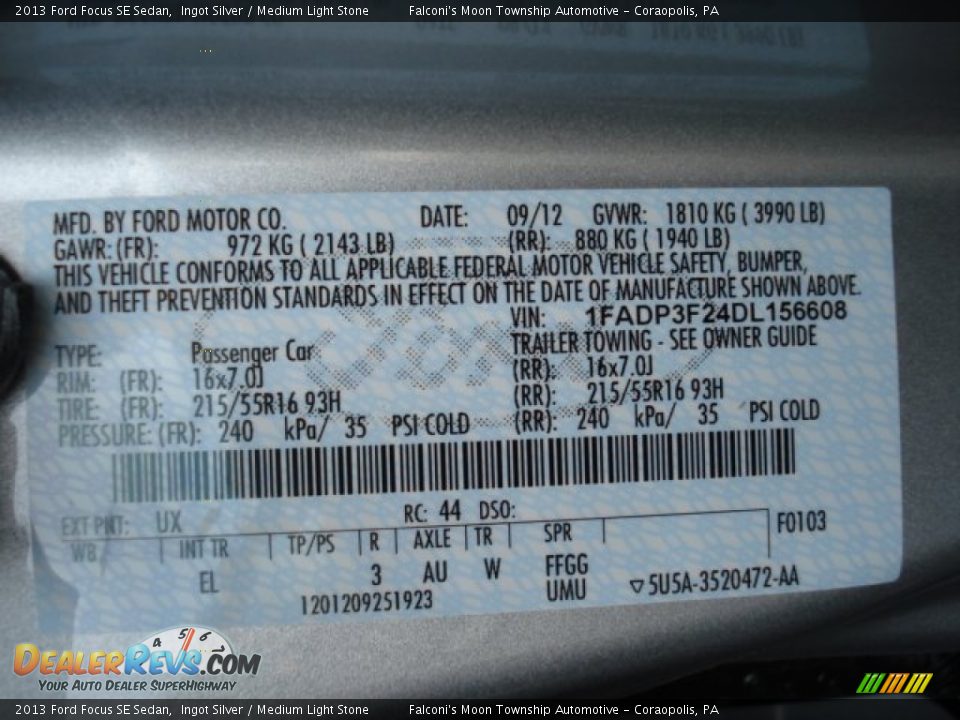 2013 Ford Focus SE Sedan,  Ingot Silver / Medium Light Stone          Falconi's Moon Township Automotive - Coraopolis, PA
MFD. BY FORD MOTOR CO. DATE: 09/12 GVWR: 1810 KG ( 3990 LB)
GAWR: (FR): 972 KG ( 2143 LB) (RR): 880 KG ( 1940 LB)
THIS VEHICLE CONFORMS TO ALL APPLICABLE FEDERAL MOTOR VEHICLE SAFETY, BUMPER,
AND THEFT PREVENTION STANDARDS IN EFFECT ON THE DATE OF MANUFACTURE SHOWN ABOVE.
VIN: 1FADP3F24DL156608
TYPE: Passenger Car TRAILER TOWING - SEE OWNER GUIDE
RIM: (FR): 16x7.0J (RR): 16x7.0J
TIRE: (FR): 215/55R16 93H (RR): 215/55R16 93H
PRESSURE: (FR): 240 kPa/ 35 PSI COLD (RR): 240 kPa/ 35 PSI COLD
Ford
EXT PNT: UX RC: 44 DSO:
WB INT TR TP/PS R AXLE TR SPR F0103
EL 3 AU W FFGG
UMU
1201209251923 ▽5U5A-3520472-AA
4 5 6 7
DEALERREVS.COM
YOUR AUTO DEALER SUPERHIGHWAY
2013 Ford Focus SE Sedan,  Ingot Silver / Medium Light Stone          Falconi's Moon Township Automotive - Coraopolis, PA